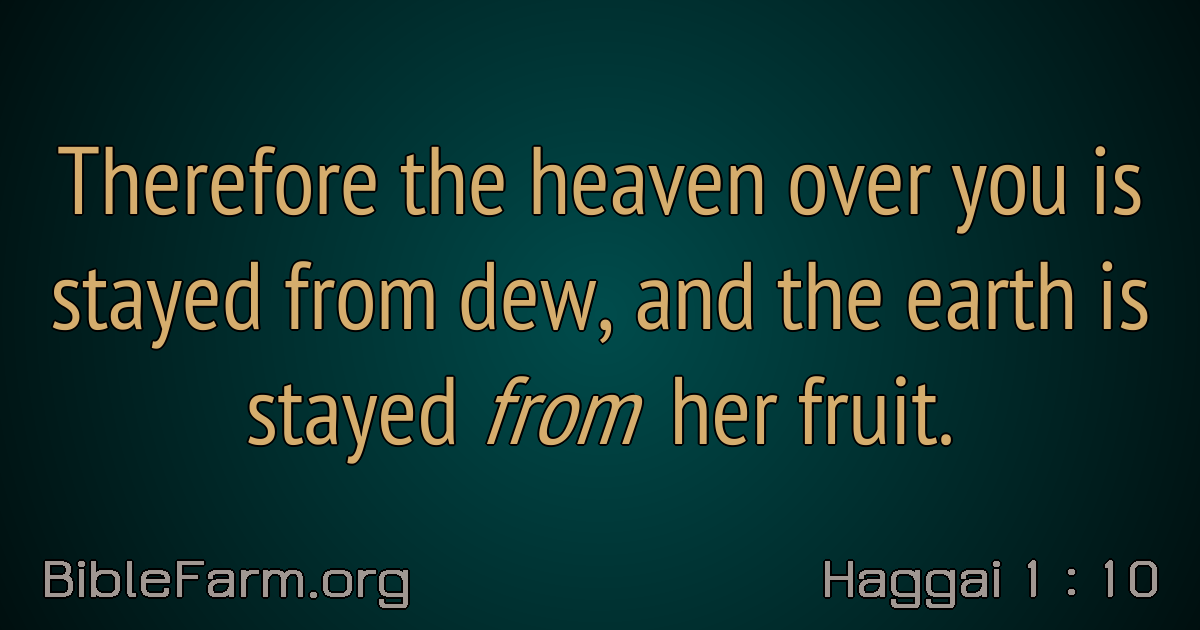 Therefore the heaven over you is
stayed from dew, and the earth is
stayed from her fruit.
BibleFarm.org
Haggai 1 : 10